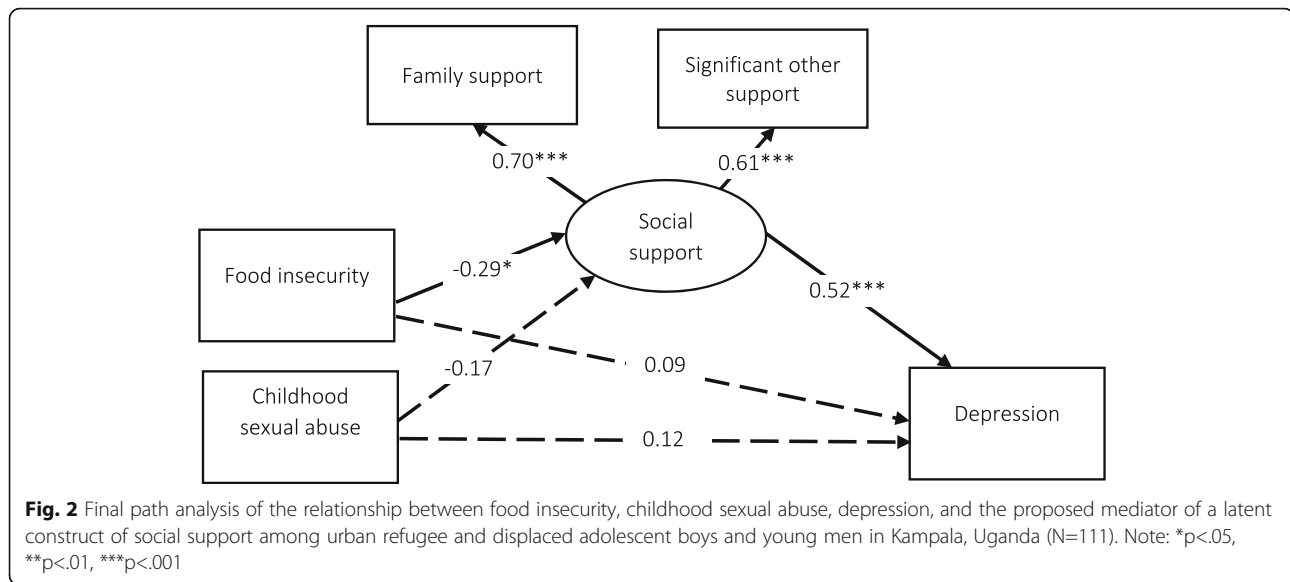 Family support
Significant other
support
0.70***
0.61***
Social
support
Food insecurity
-0.29*
0.52***
-0.17
0.09
Childhood
sexual abuse
0.12
Depression
Fig. 2 Final path analysis of the relationship between food insecurity, childhood sexual abuse, depression, and the proposed mediator of a latent
construct of social support among urban refugee and displaced adolescent boys and young men in Kampala, Uganda (N=111). Note: *p<.05,
**p<.01, ***p<.001